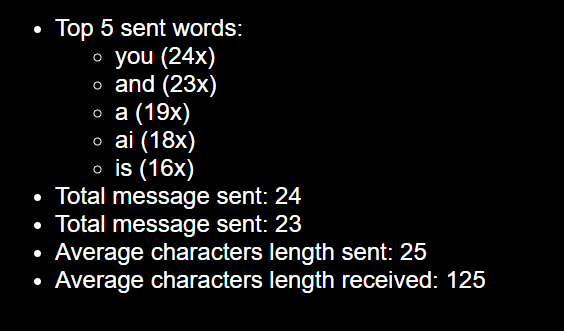 Top 5 sent words:
you (24x)
and (23x)
a (19x)
ai (18x)
is (16x)
Total message sent: 24
Total message sent: 23
Average characters length sent: 25
Average characters length received: 125